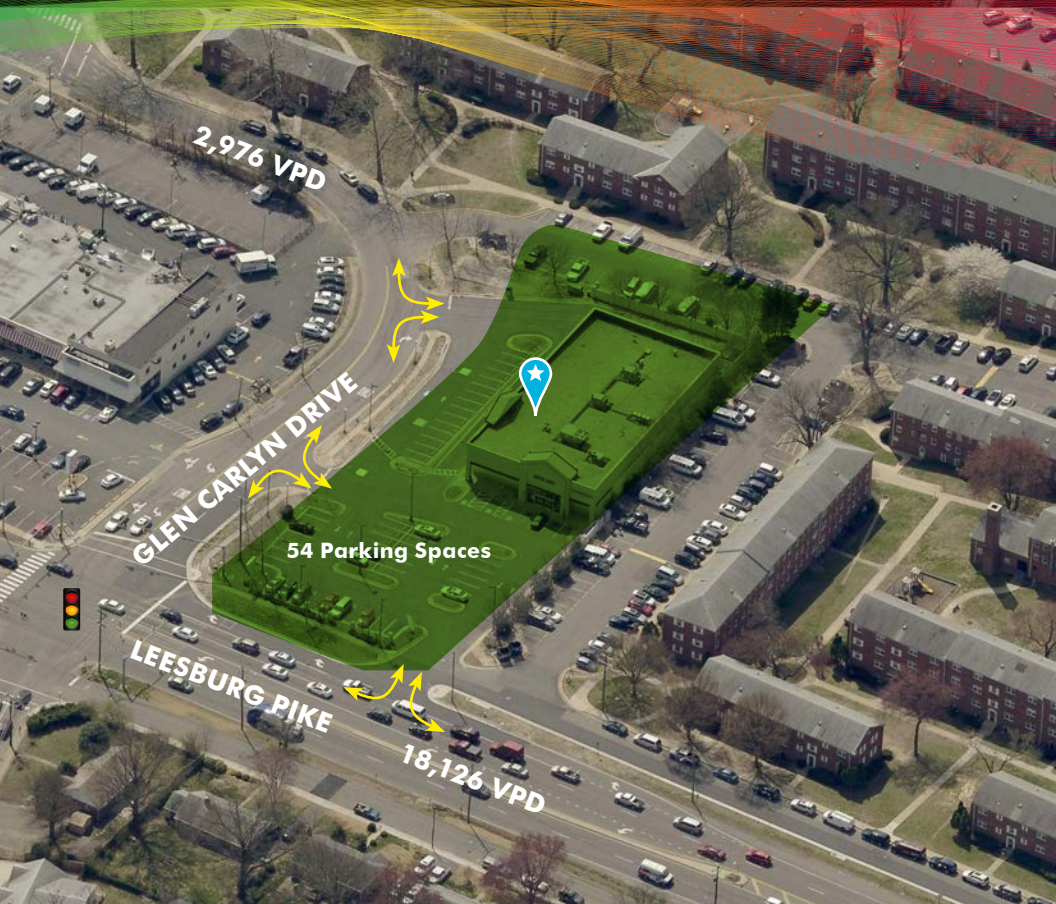 2,976 VPD
GLEN CARLYN DRIVE
54 Parking Spaces
LEESBURG PIKE
18,126 VPD